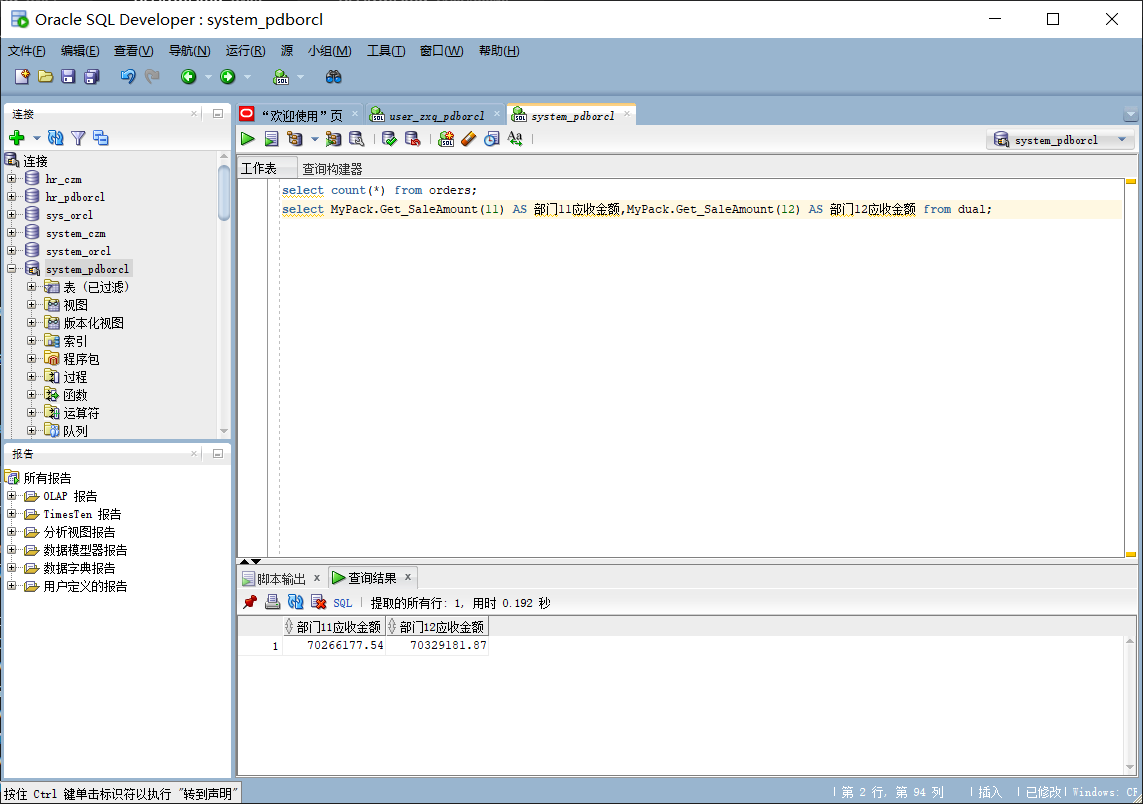 Oracle SQL Developer : system_pdborcl
文件(F) 编辑(E) 查看(V) 导航(N) 运行(R) 源 小组(M) 工具(T) 窗口(W) 帮助(H)
连接
连接
hr_czm
hr_pdborcl
sys_orcl
system_czm
system_orcl
system_pdborcl
表 (已过滤)
视图
版本化视图
索引
程序包
过程
函数
运算符
队列
报告
所有报告
OLAP 报告
TimesTen 报告
分析视图报告
数据模型器报告
数据字典报告
用户定义的报告
“欢迎使用”页 user_zxq_pdborcl system_pdborcl
system_pdborcl
工作表 查询构建器
select count(*) from orders;
select MyPack.Get_SaleAmount(11) AS 部门11应收金额,MyPack.Get_SaleAmount(12) AS 部门12应收金额 from dual;
脚本输出 查询结果
SQL 提取的所有行: 1, 用时 0.192 秒
部门11应收金额 部门12应收金额
1 70266177.54 70329181.87
按住 Ctrl 键单击标识符以执行 "转到声明" 第 2 行, 第 94 列 插入 已修改 Windows: CR